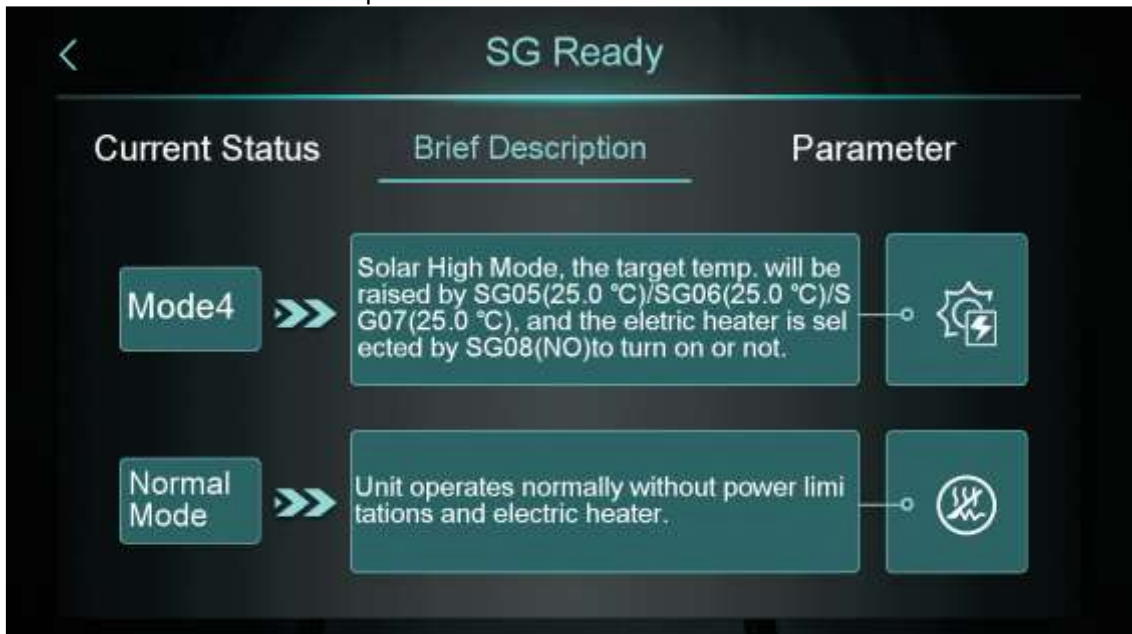 SG Ready
Current Status
Brief Description
Parameter
Mode4
Solar High Mode, the target temp. will be
raised by SG05(25.0 ℃)/SG06(25.0 ℃)/S
G07(25.0 ℃), and the eletric heater is sel
ected by SG08(NO)to turn on or not.
Normal
Mode
Unit operates normally without power limi
tations and electric heater.